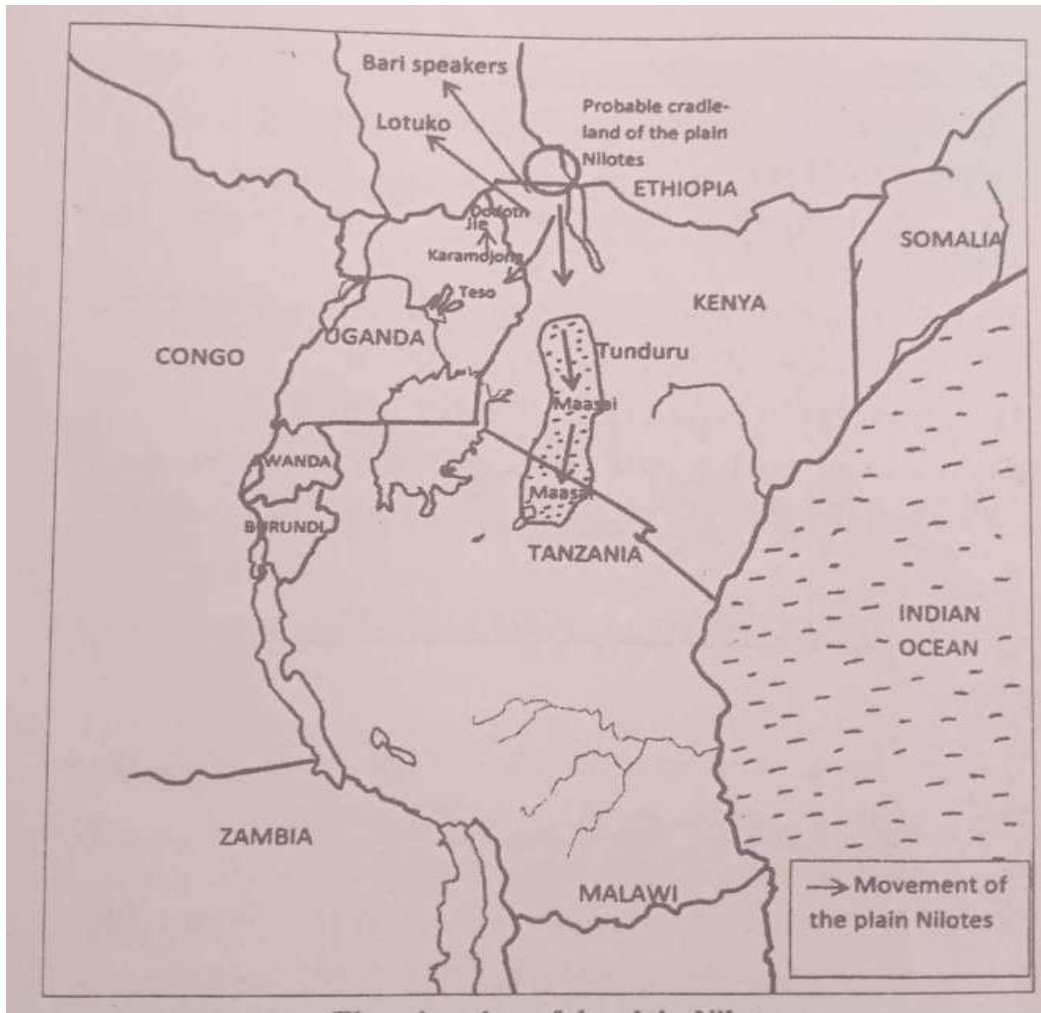 Bari speakers
Lotuko
Probable cradle-
land of the plain
Nilotes
ETHIOPIA
SOMALIA
Dodoth
Jie
Karamojong
Teso
KENYA
UGANDA
CONGO
Tunduru
Maasai
RWANDA
Maasai
BURUNDI
TANZANIA
INDIAN
OCEAN
ZAMBIA
MALAWI
Movement of
the plain Nilotes